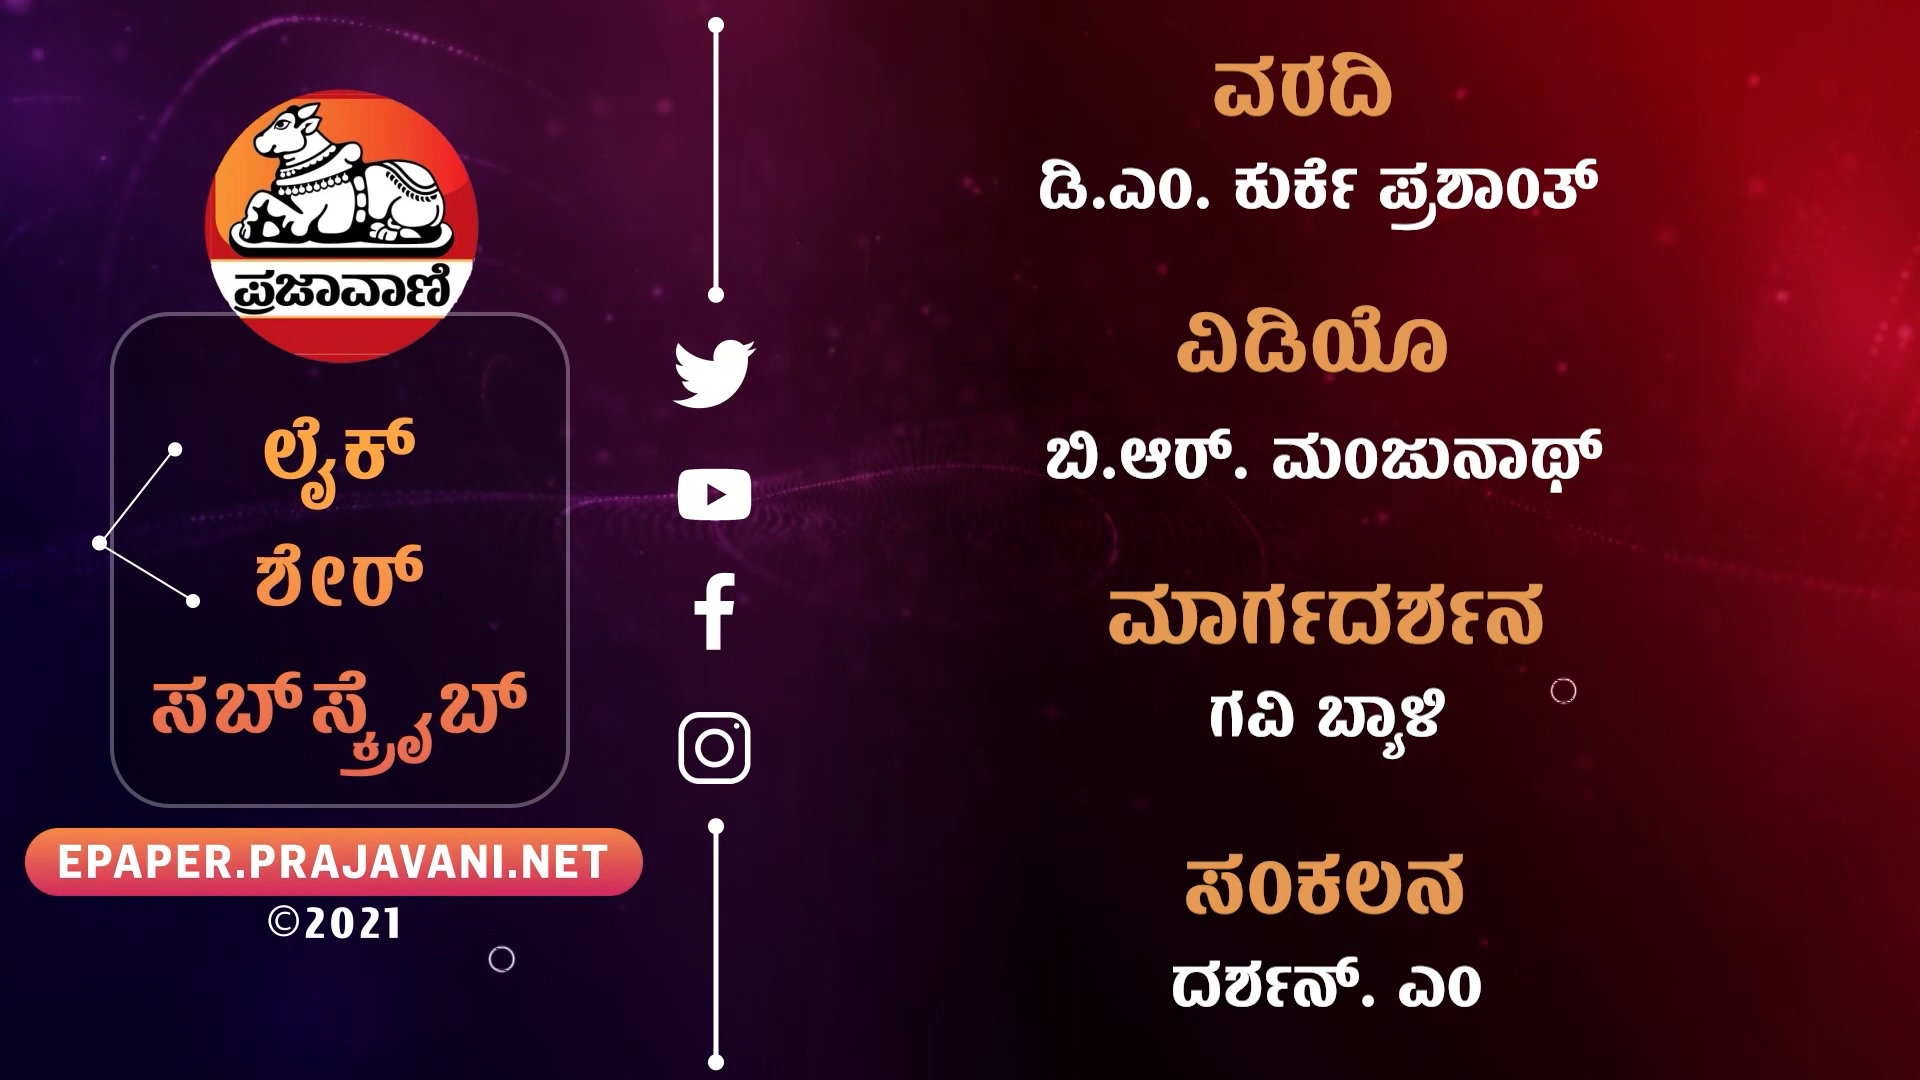 ಪ್ರಜಾವಾಣಿ
ಲೈಕ್
ಶೇರ್
ಸಬ್‌ಸ್ಕ್ರೈಬ್
EPAPER.PRAJAVANI.NET
©2021
ವರದಿ
ಡಿ.ಎಂ. ಕುರ್ಕೆ ಪ್ರಶಾಂತ್
ವಿಡಿಯೊ
ಬಿ.ಆರ್. ಮಂಜುನಾಥ್
ಮಾರ್ಗದರ್ಶನ
ಗವಿ ಬ್ಯಾಳಿ
ಸಂಕಲನ
ದರ್ಶನ್. ಎಂ